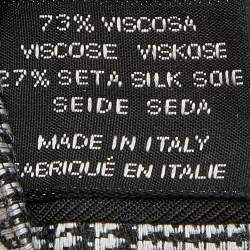 73% VISCOSA
VISCOSE VISKOSE
27% SETA SILK SOIE
SEIDE SEDA
MADE IN ITALY
FABRIQUÉ EN ITALIE